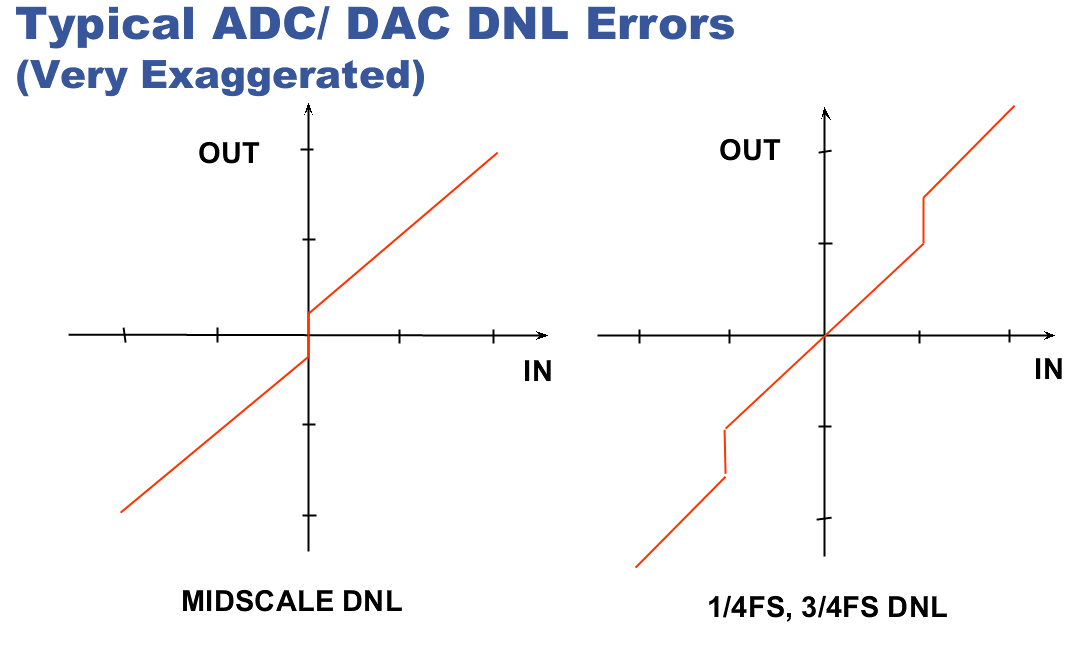 Typical ADC/ DAC DNL Errors
(Very Exaggerated)
OUT
IN
MIDSCALE DNL
OUT
IN
1/4FS, 3/4FS DNL